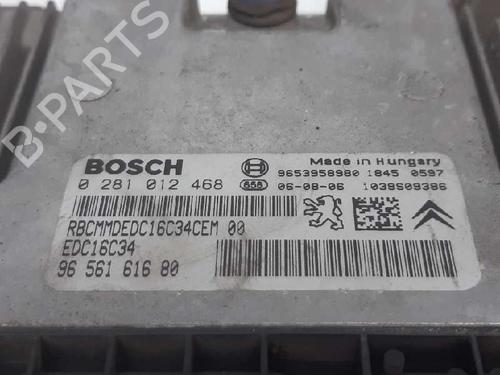 B-PARTS
BOSCH
0 281 012 468
Made in Hungary
9653958980 1845 0597
658 06-08-06 1039S09386
RBCMMDEDC16C34CEM 00
EDC16C34
96 561 616 80